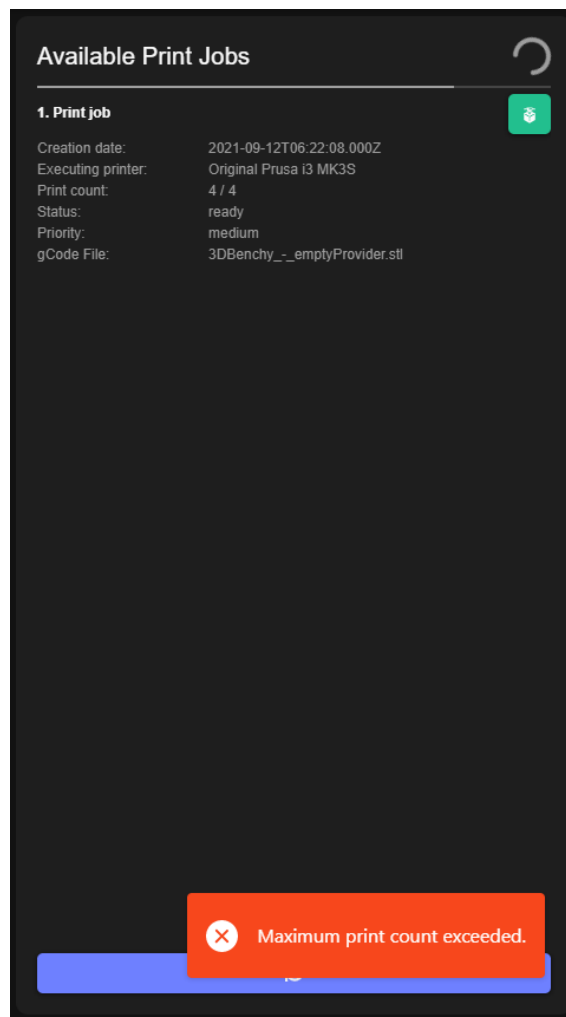 Available Print Jobs
1. Print job
Creation date: 2021-09-12T06:22:08.000Z
Executing printer: Original Prusa i3 MK3S
Print count: 4 / 4
Status: ready
Priority: medium
gCode File: 3DBenchy_-_emptyProvider.stl
Maximum print count exceeded.